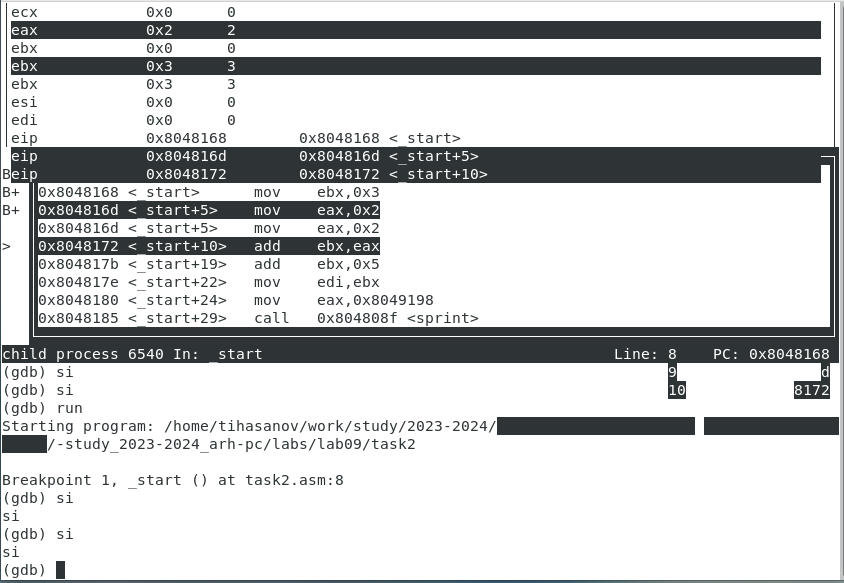 ecx 0x0 0
eax 0x2 2
ebx 0x0 0
ebx 0x3 3
ebx 0x3 3
esi 0x0 0
edi 0x0 0
eip 0x8048168 0x8048168 <_start>
eip 0x804816d 0x804816d <_start+5>
B eip 0x8048172 0x8048172 <_start+10>
B+ 0x8048168 <_start> mov ebx,0x3
B+ 0x804816d <_start+5> mov eax,0x2
0x804816d <_start+5> mov eax,0x2
> 0x8048172 <_start+10> add ebx,eax
0x804817b <_start+19> add ebx,0x5
0x804817e <_start+22> mov edi,ebx
0x8048180 <_start+24> mov eax,0x8049198
0x8048185 <_start+29> call 0x804808f <sprint>
child process 6540 In: _start Line: 8 PC: 0x8048168
(gdb) si 9 d
(gdb) si 10 8172
(gdb) run
Starting program: /home/tihasanov/work/study/2023-2024/
/-study_2023-2024_arh-pc/labs/lab09/task2
Breakpoint 1, _start () at task2.asm:8
(gdb) si
si
(gdb) si
si
(gdb)